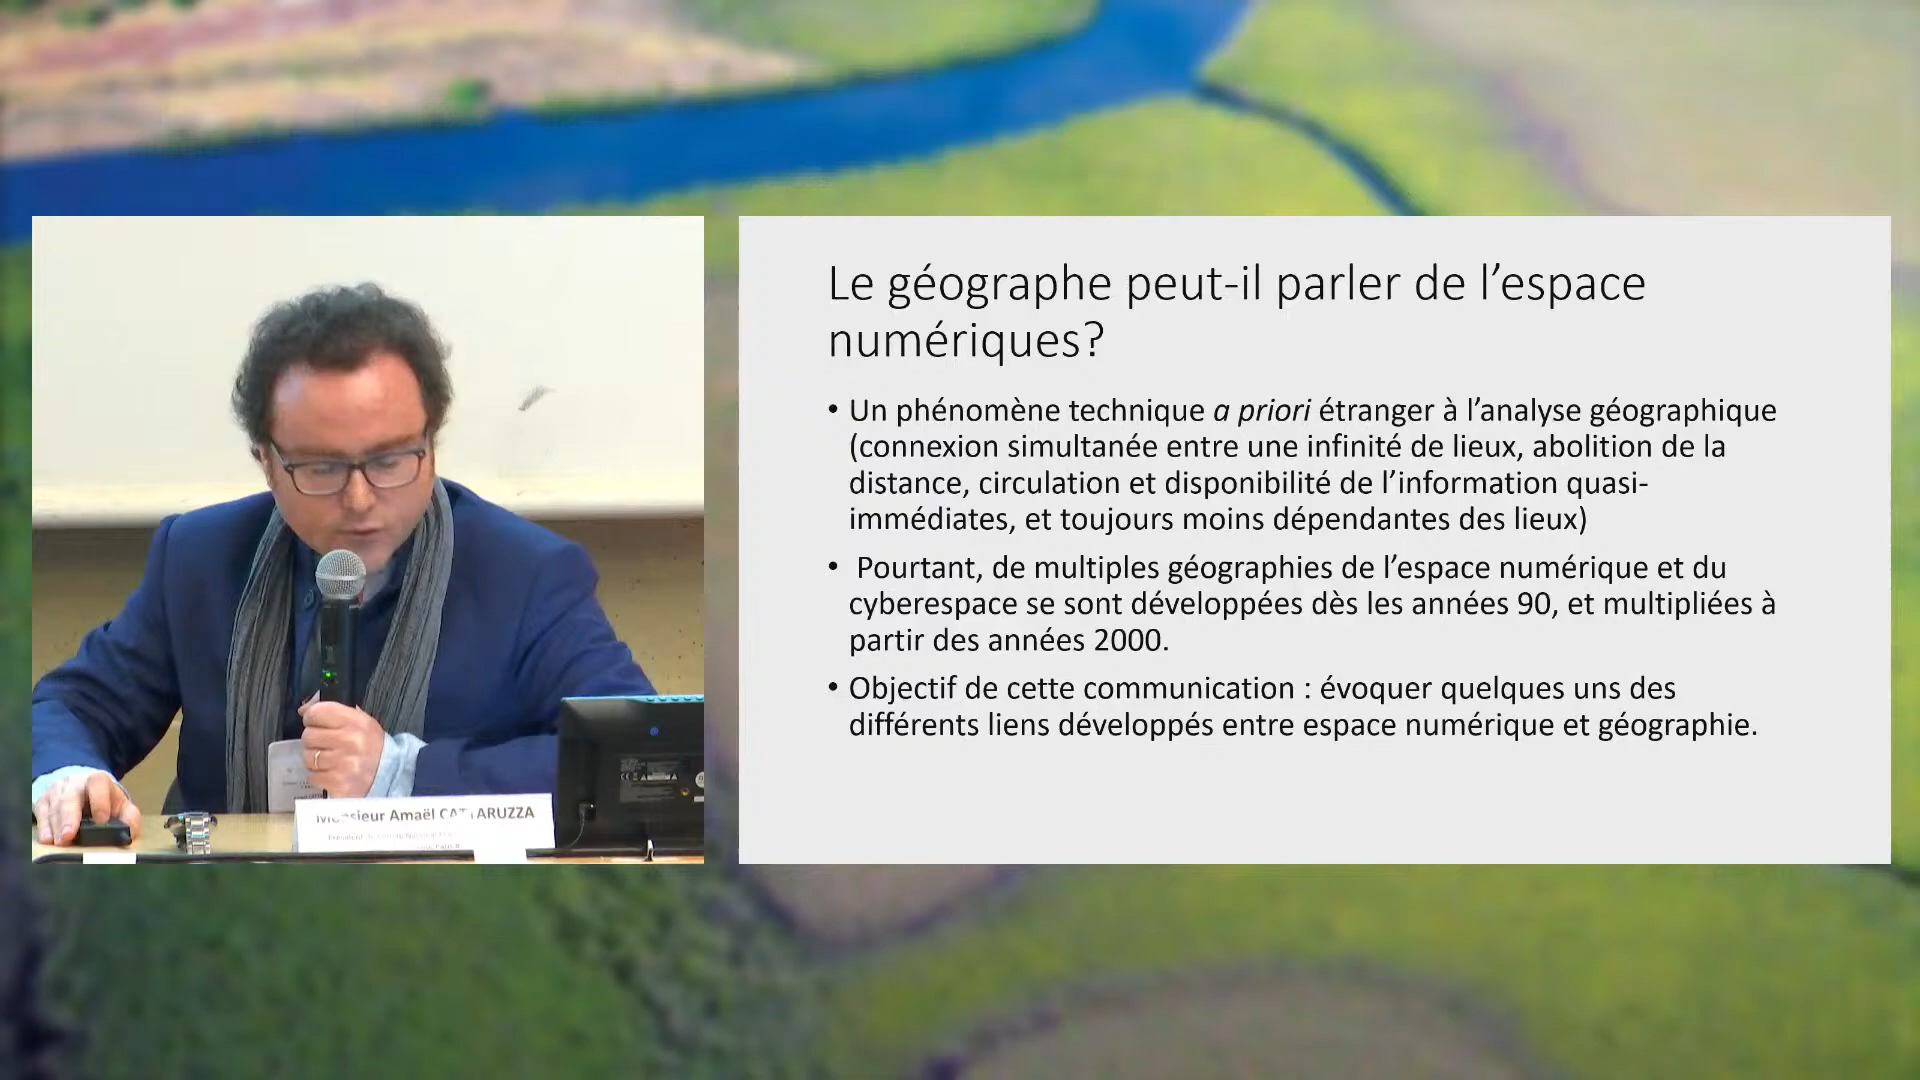 Le géographe peut-il parler de l’espace
numériques?
• Un phénomène technique a priori étranger à l’analyse géographique
(connexion simultanée entre une infinité de lieux, abolition de la
distance, circulation et disponibilité de l’information quasi-
immédiates, et toujours moins dépendantes des lieux)
• Pourtant, de multiples géographies de l’espace numérique et du
cyberespace se sont développées dès les années 90, et multipliées à
partir des années 2000.
• Objectif de cette communication : évoquer quelques uns des
différents liens développés entre espace numérique et géographie.
Monsieur Amaël CATTARUZZA